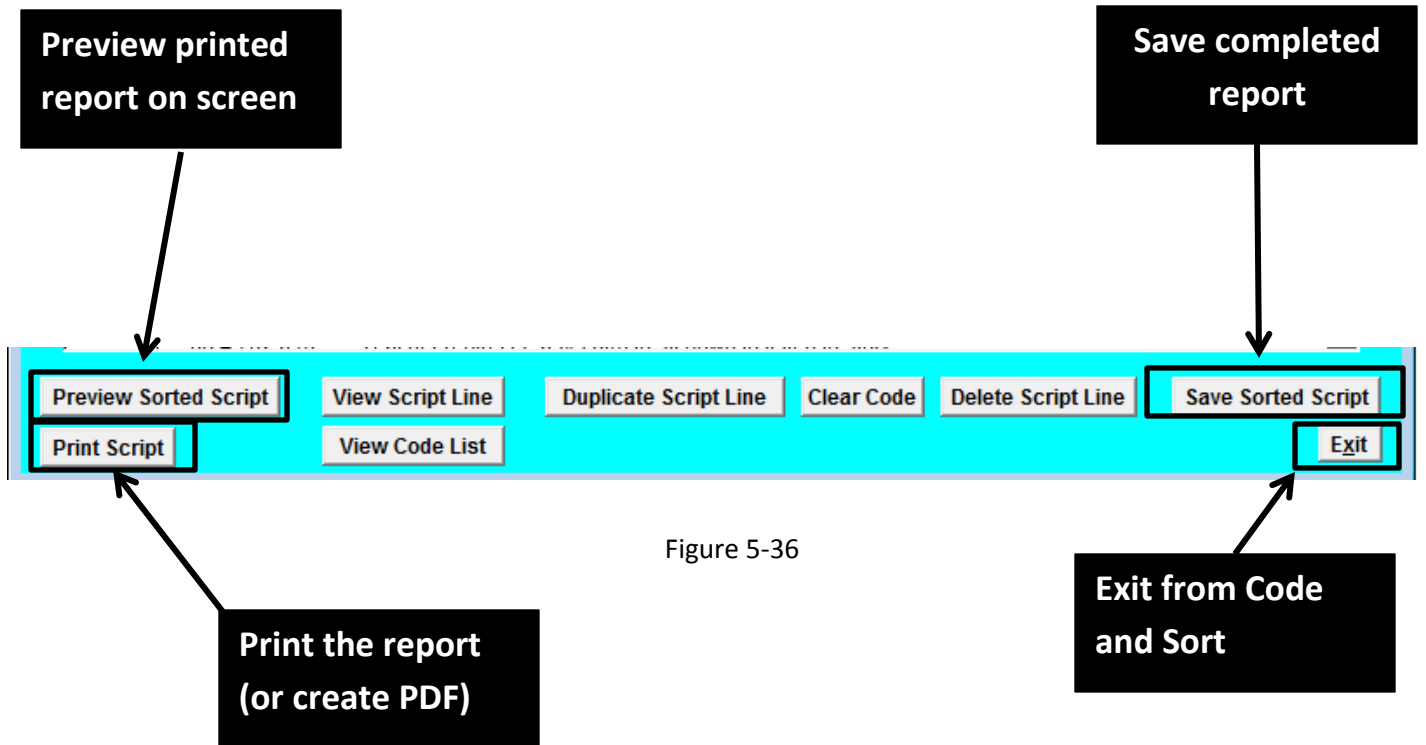 Preview printed
report on screen
Save completed
report
Preview Sorted Script
View Script Line
Duplicate Script Line
Clear Code
Delete Script Line
Save Sorted Script
Print Script
View Code List
Exit
Figure 5-36
Exit from Code
and Sort
Print the report
(or create PDF)